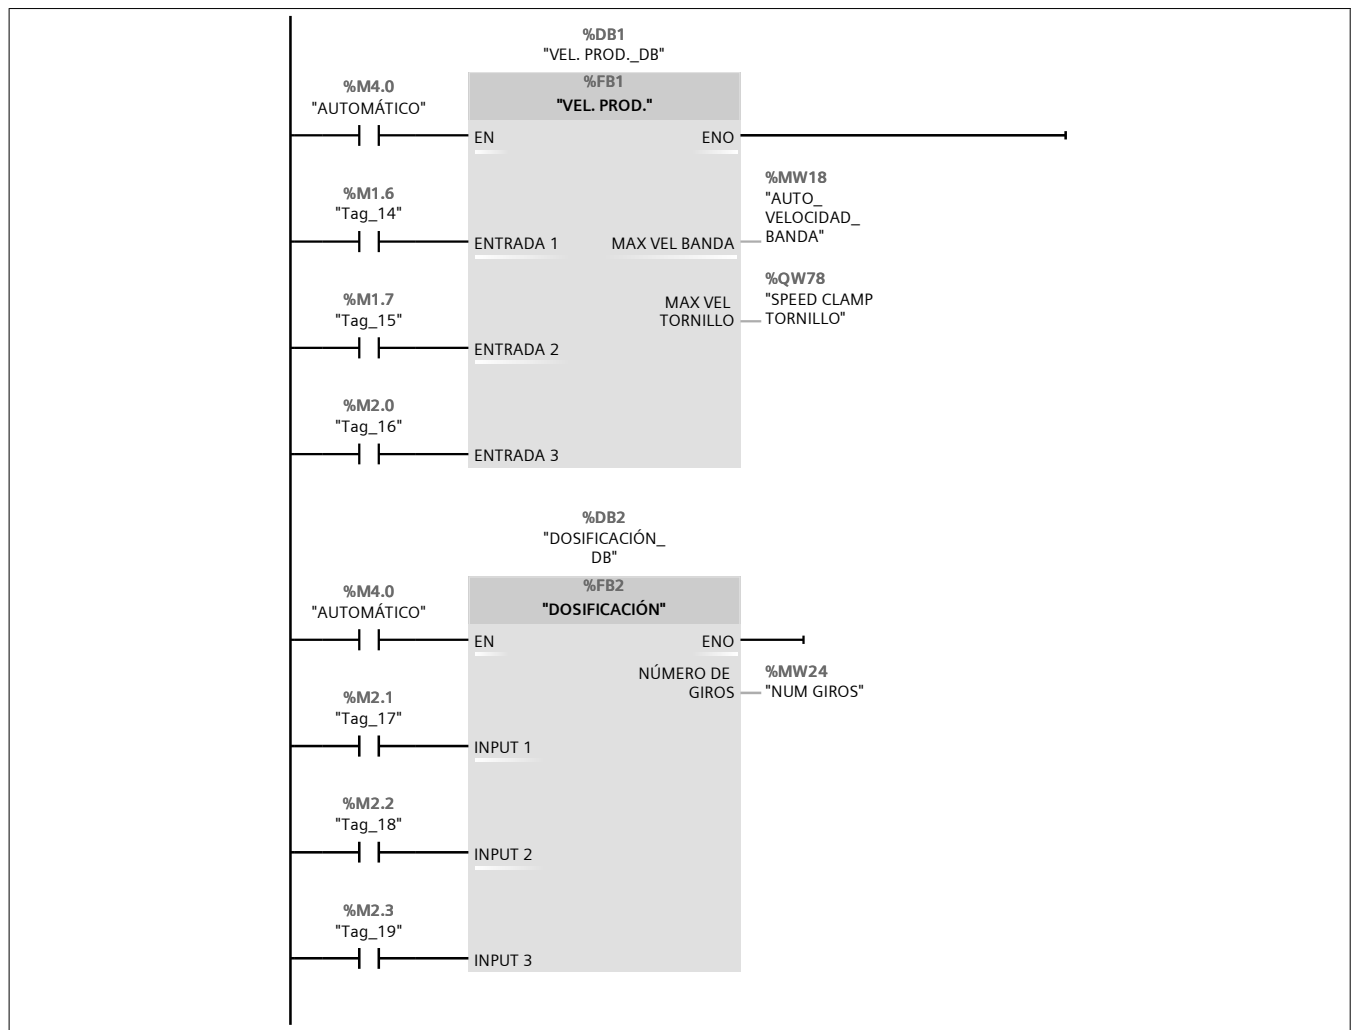 %DB1
"VEL. PROD._DB"
%FB1
"VEL. PROD."
%M4.0
"AUTOMÁTICO"
EN
ENO
%M1.6
"Tag_14"
ENTRADA 1
MAX VEL BANDA
%MW18
"AUTO_
VELOCIDAD_
BANDA"
%M1.7
"Tag_15"
ENTRADA 2
MAX VEL
TORNILLO
%QW78
"SPEED CLAMP
TORNILLO"
%M2.0
"Tag_16"
ENTRADA 3
%DB2
"DOSIFICACIÓN_
DB"
%FB2
"DOSIFICACIÓN"
%M4.0
"AUTOMÁTICO"
EN
ENO
NÚMERO DE
GIROS
%MW24
"NUM GIROS"
%M2.1
"Tag_17"
INPUT 1
%M2.2
"Tag_18"
INPUT 2
%M2.3
"Tag_19"
INPUT 3